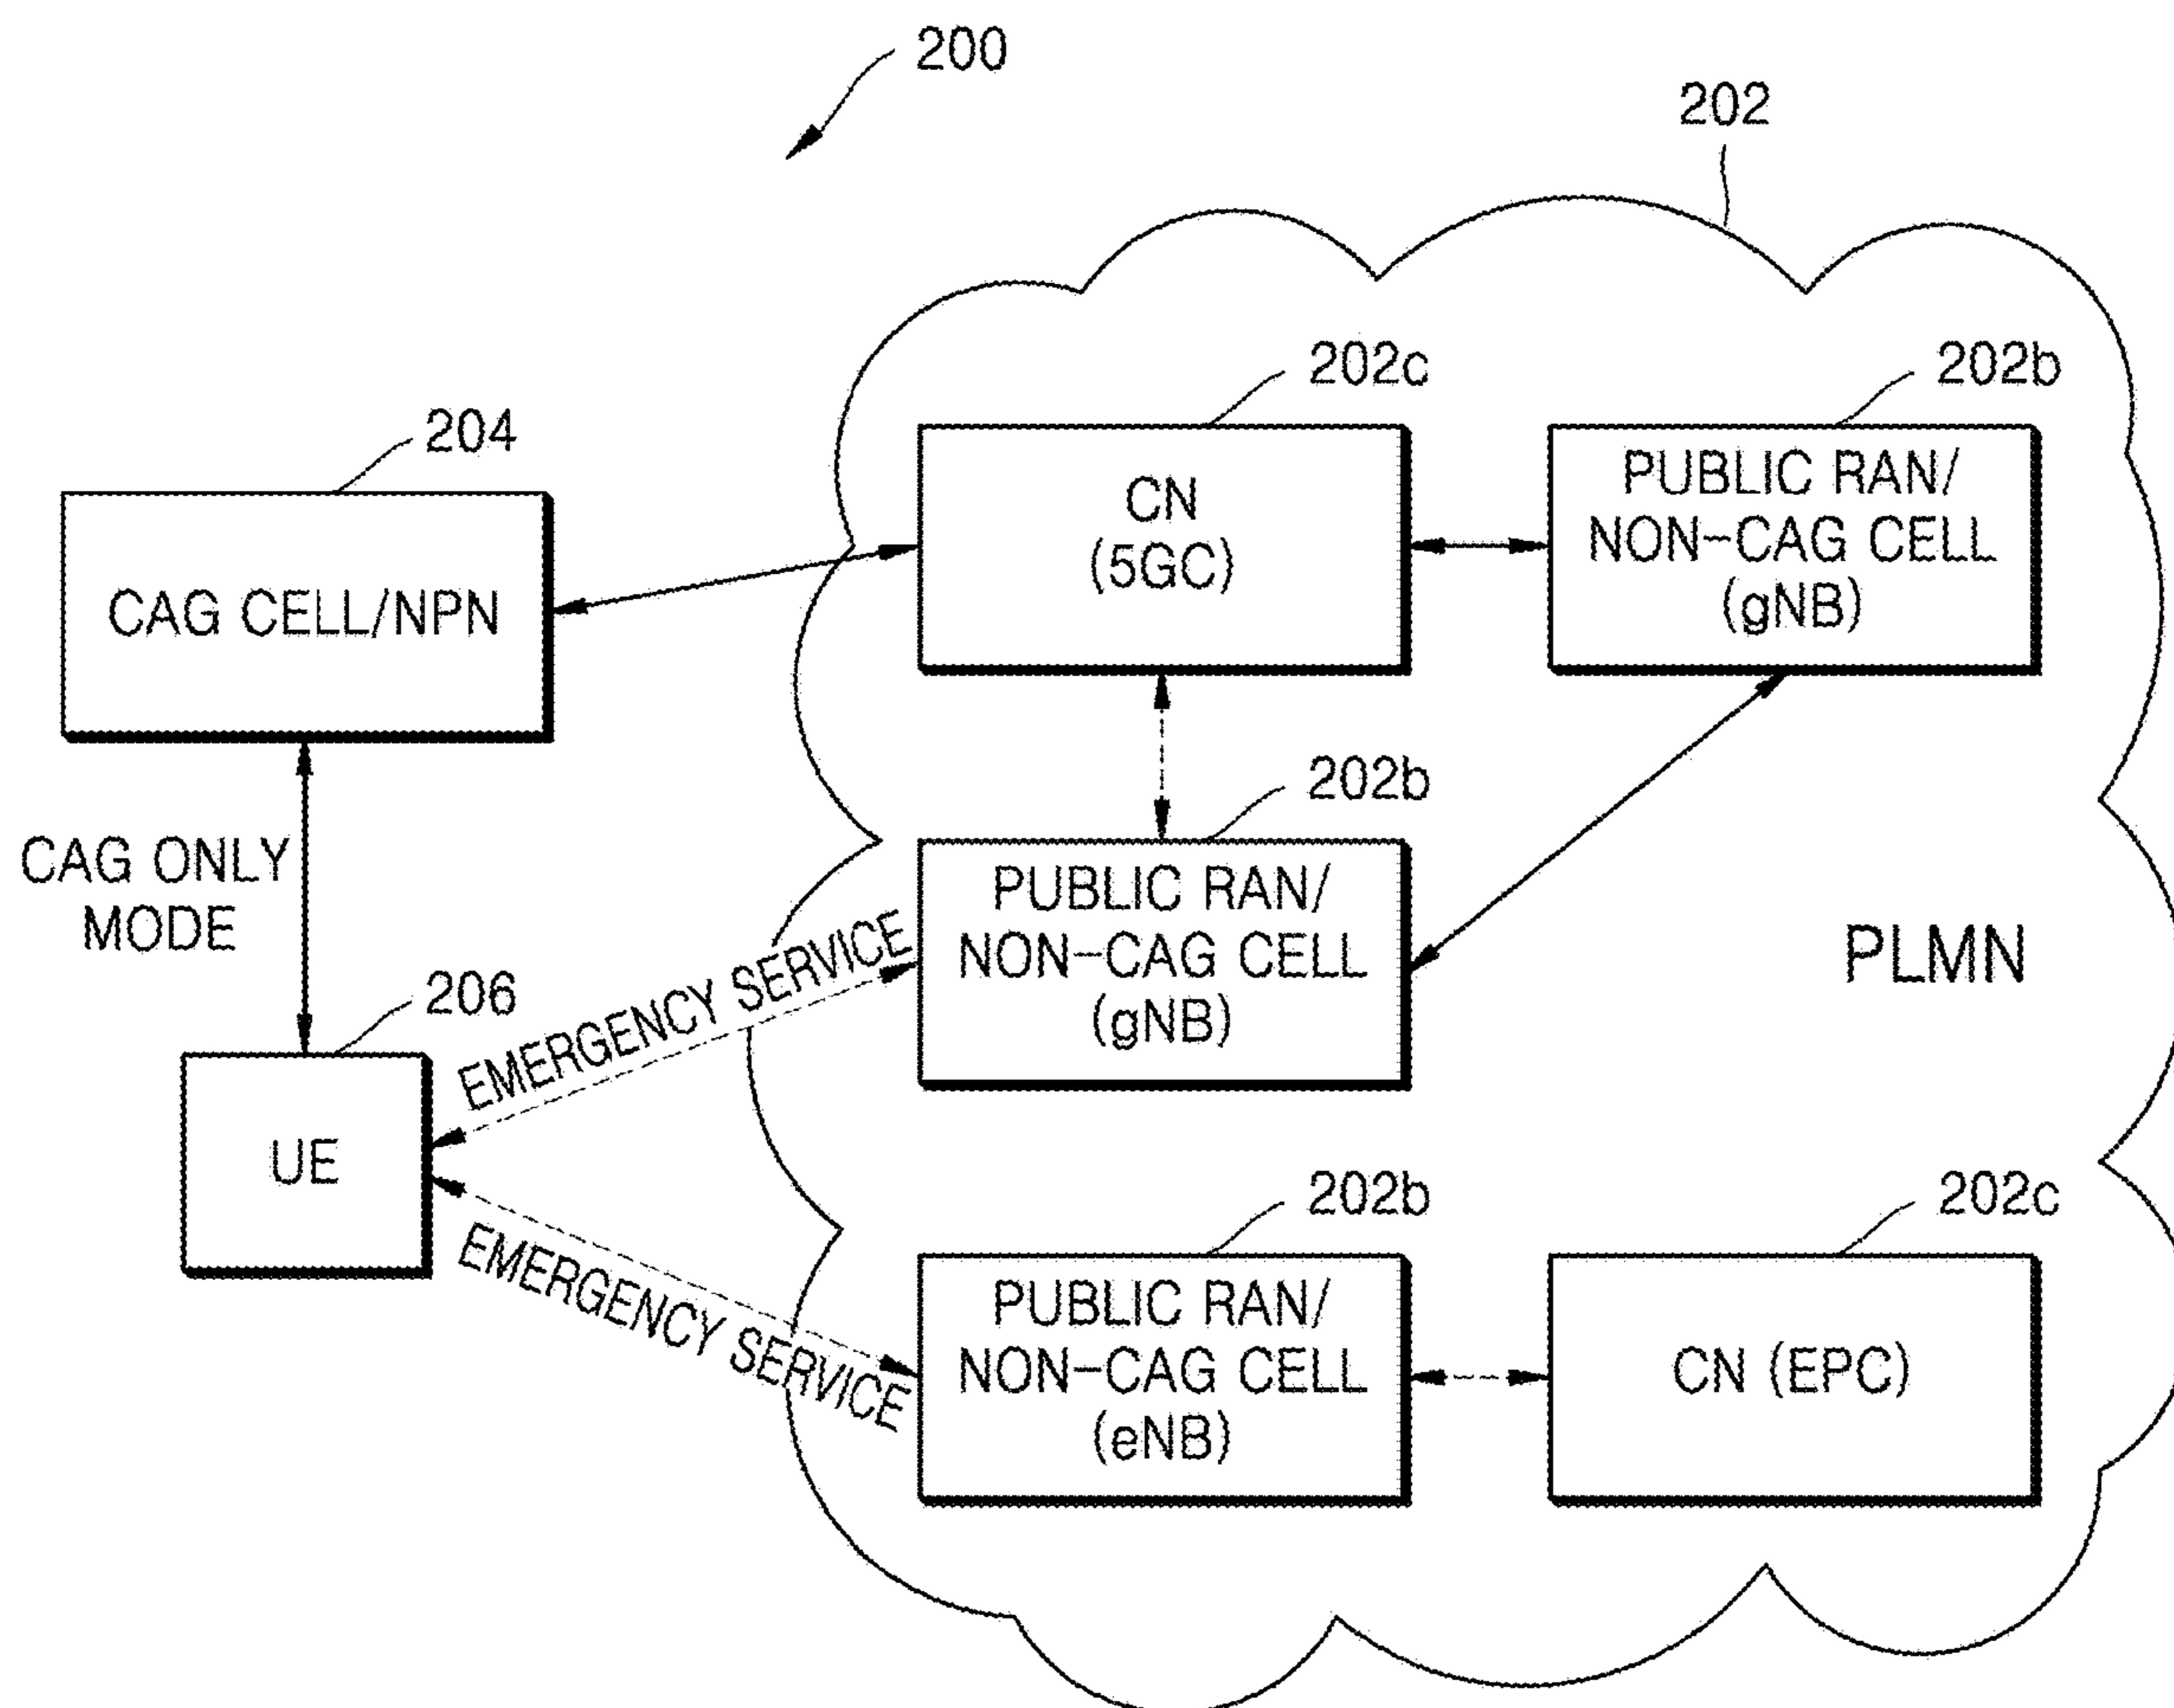 200
202
202c
202b
204
CN
(5GC)
PUBLIC RAN/
NON-CAG CELL
(gNB)
CAG CELL/NPN
202b
CAG ONLY
MODE
PUBLIC RAN/
NON-CAG CELL
(gNB)
PLMN
206
EMERGENCY SERVICE
UE
EMERGENCY SERVICE
202b
202c
PUBLIC RAN/
NON-CAG CELL
(eNB)
CN (EPC)